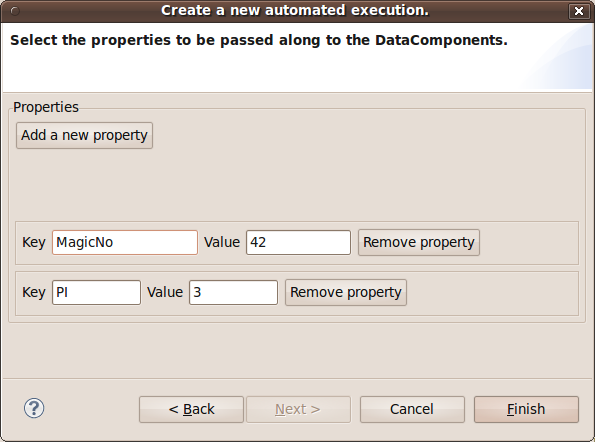 Create a new automated execution.
Select the properties to be passed along to the DataComponents.
Properties
Add a new property
Key MagicNo Value 42 Remove property
Key PI Value 3 Remove property
? < Back Next > Cancel Finish